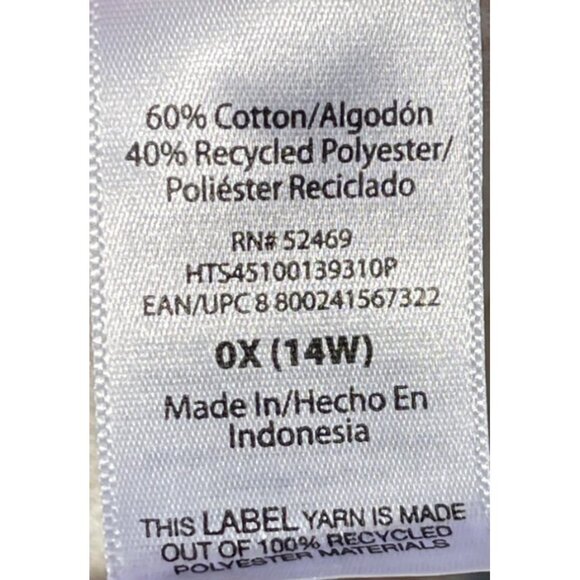 60% Cotton/Algodón
40% Recycled Polyester/
Poliéster Reciclado
RN# 52469
HTS45100139310P
EAN/UPC 8 800241567322
0X (14W)
Made In/Hecho En
Indonesia
THIS LABEL YARN IS MADE
OUT OF 100% RECYCLED
POLYESTER MATERIALS